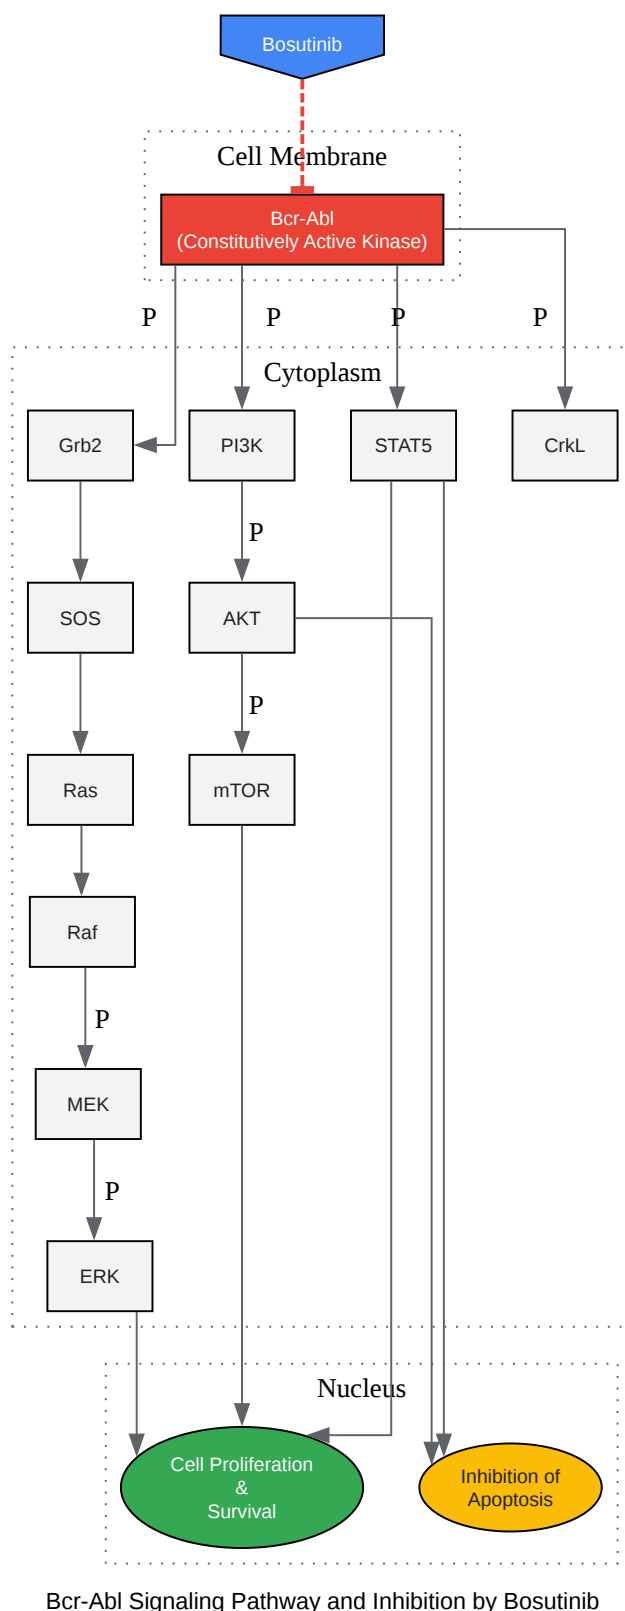 Bosutinib
Cell Membrane
Bcr-Abl
(Constitutively Active Kinase)
P P P P
Cytoplasm
Grb2 PI3K STAT5 CrkL
P
SOS AKT
P
Ras mTOR
Raf
P
MEK
P
ERK
Nucleus
Cell Proliferation
&
Survival
Inhibition of
Apoptosis
Bcr-Abl Signaling Pathway and Inhibition by Bosutinib